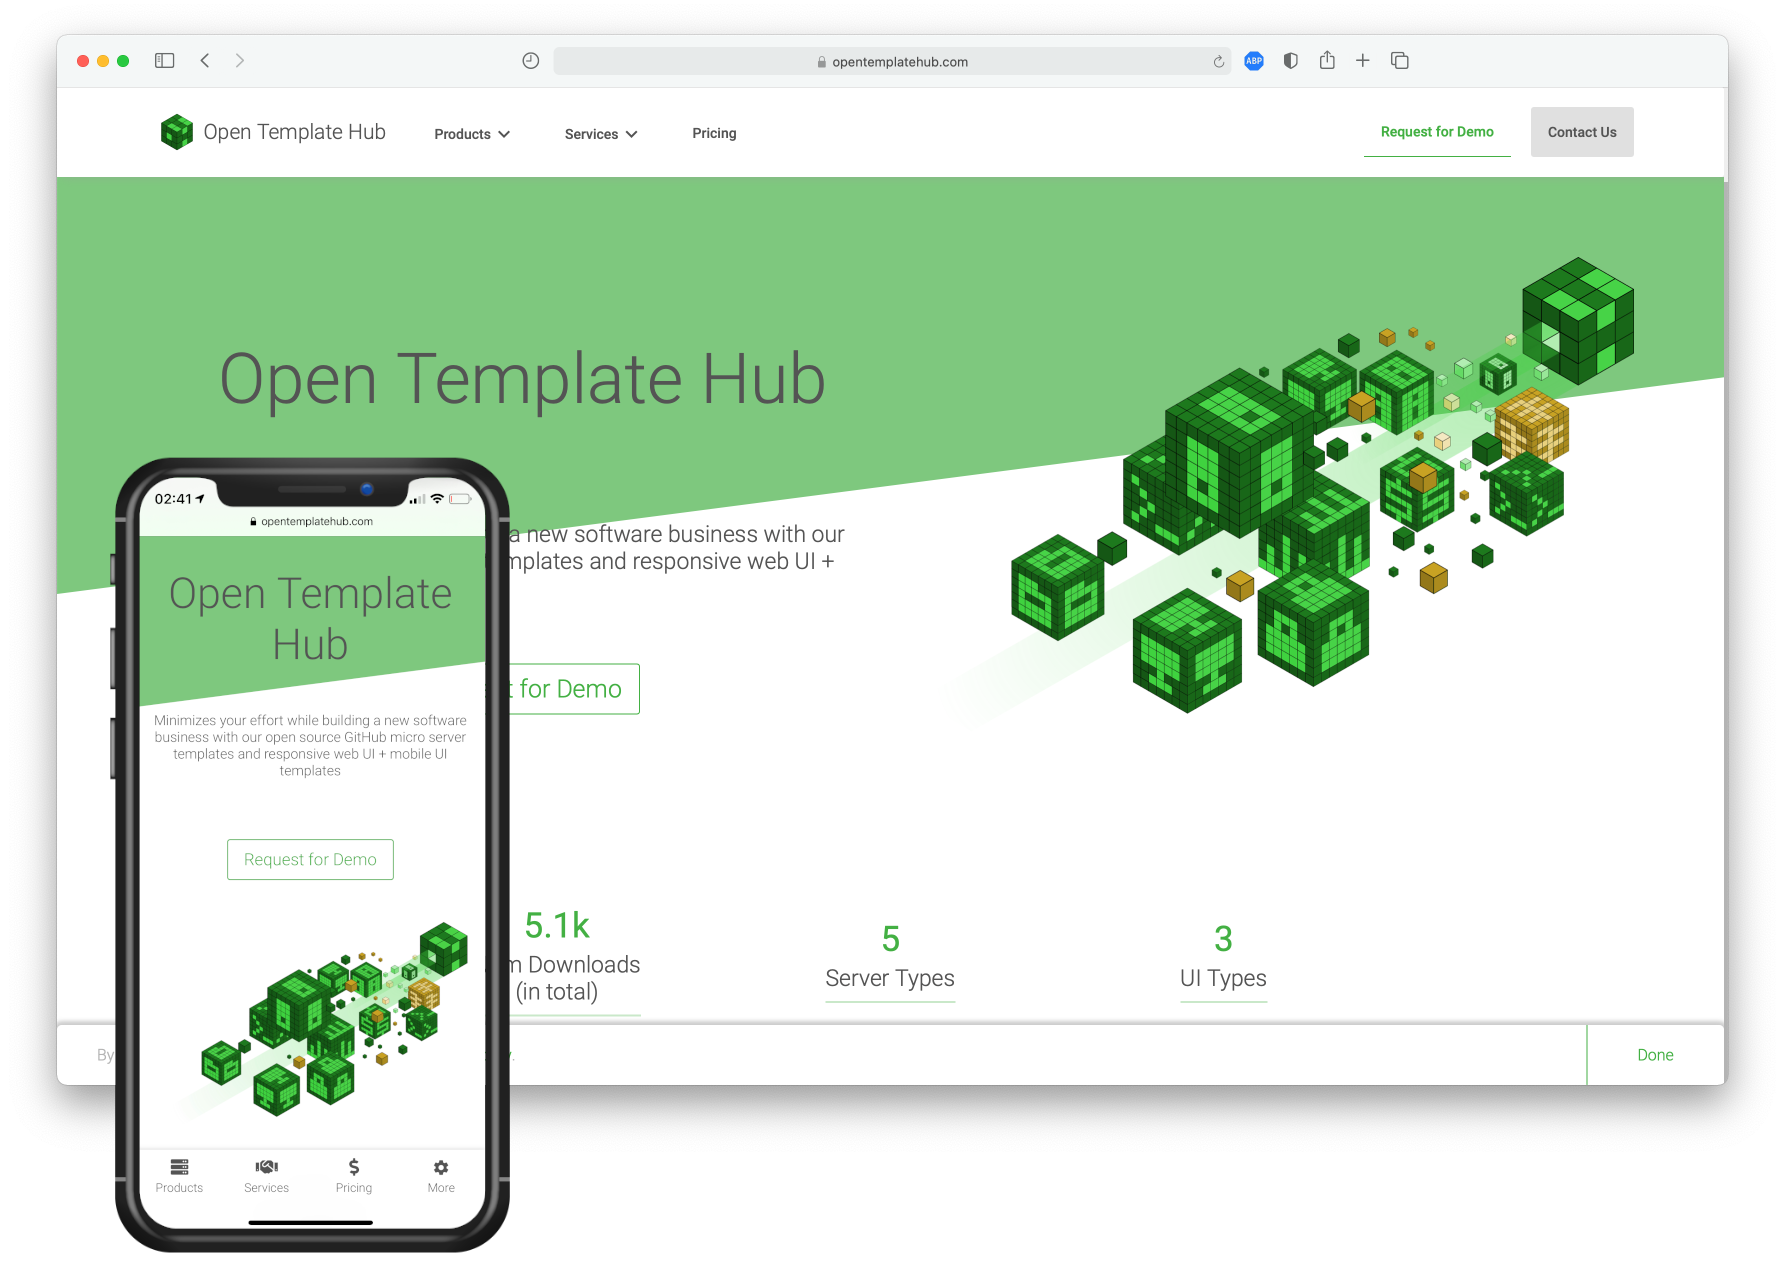 opentemplatehub.com
ABP
Open Template Hub
Products
Services
Pricing
Request for Demo
Contact Us
Open Template Hub
a new software business with our
templates and responsive web UI +
t for Demo
5.1k
Downloads
(in total)
5
Server Types
3
UI Types
By
Done
02:41
opentemplatehub.com
Open Template
Hub
Minimizes your effort while building a new software
business with our open source GitHub micro server
templates and responsive web UI + mobile UI
templates
Request for Demo
Products
Services
Pricing
More